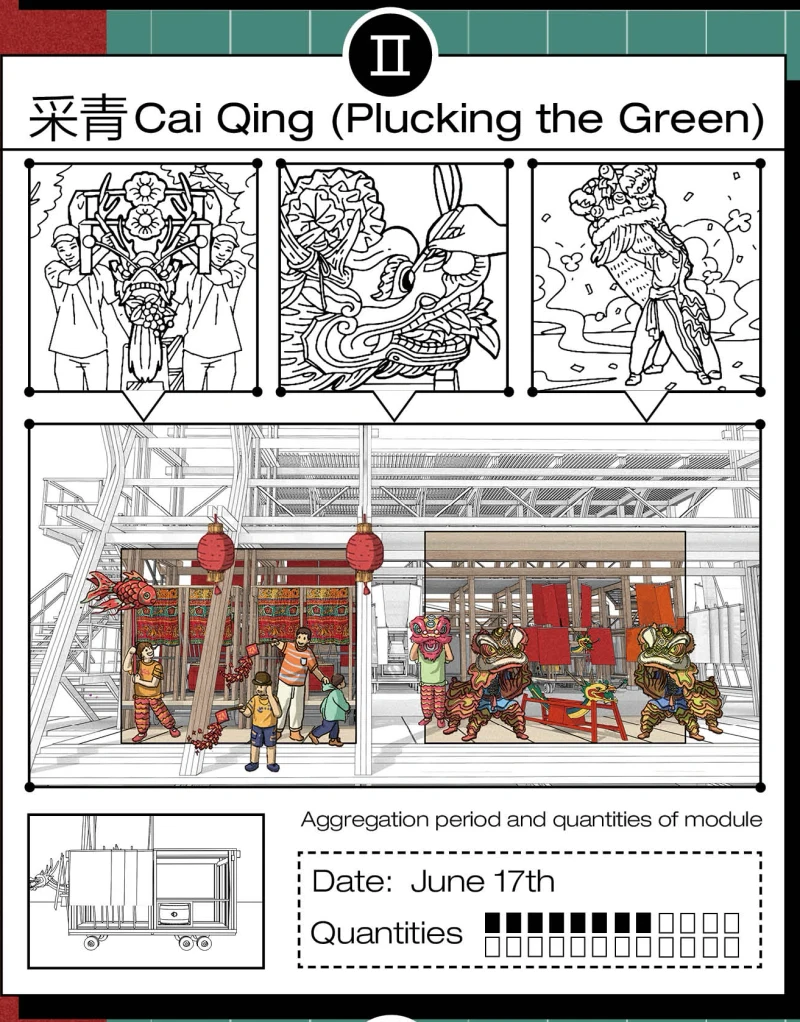 II
采青Cai Qing (Plucking the Green)
Aggregation period and quantities of module
Date: June 17th
Quantities